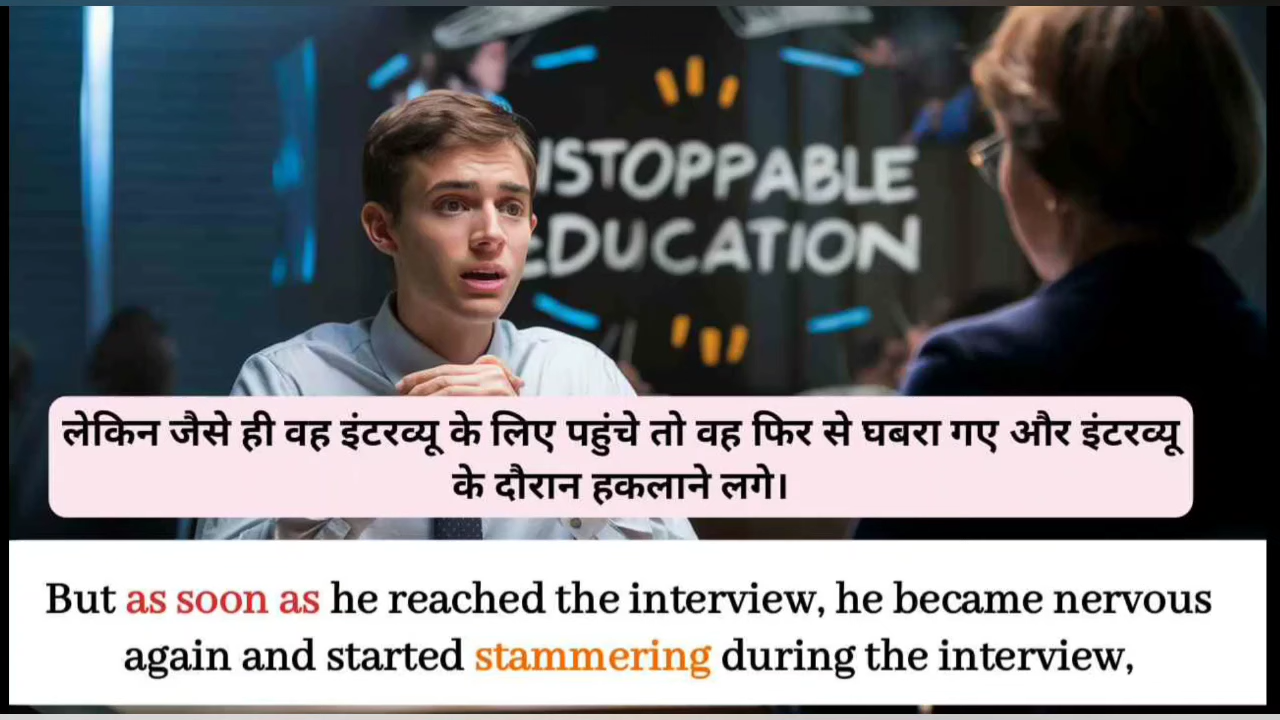 NSTOPPABLE
EDUCATION
लेकिन जैसे ही वह इंटरव्यू के लिए पहुंचे तो वह फिर से घबरा गए और इंटरव्यू
के दौरान हकलाने लगे।
But as soon as he reached the interview, he became nervous
again and started stammering during the interview,